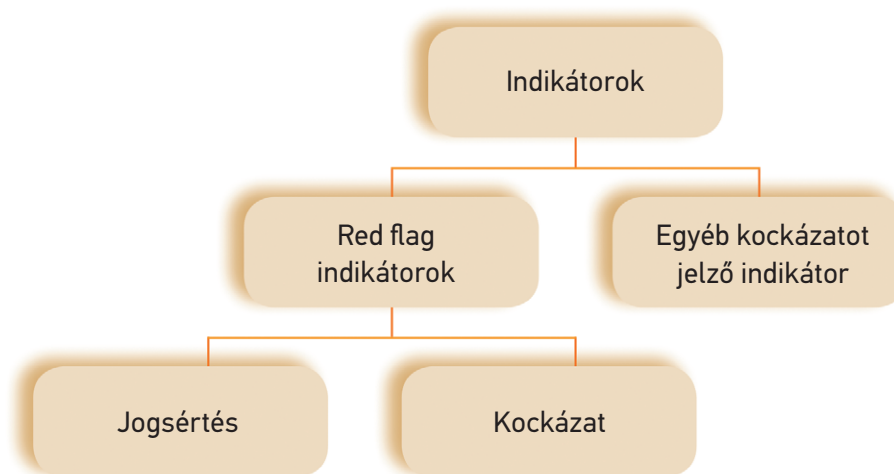 Indikátorok
Red flag
indikátorok
Egyéb kockázatot
jelző indikátor
Jogsértés
Kockázat